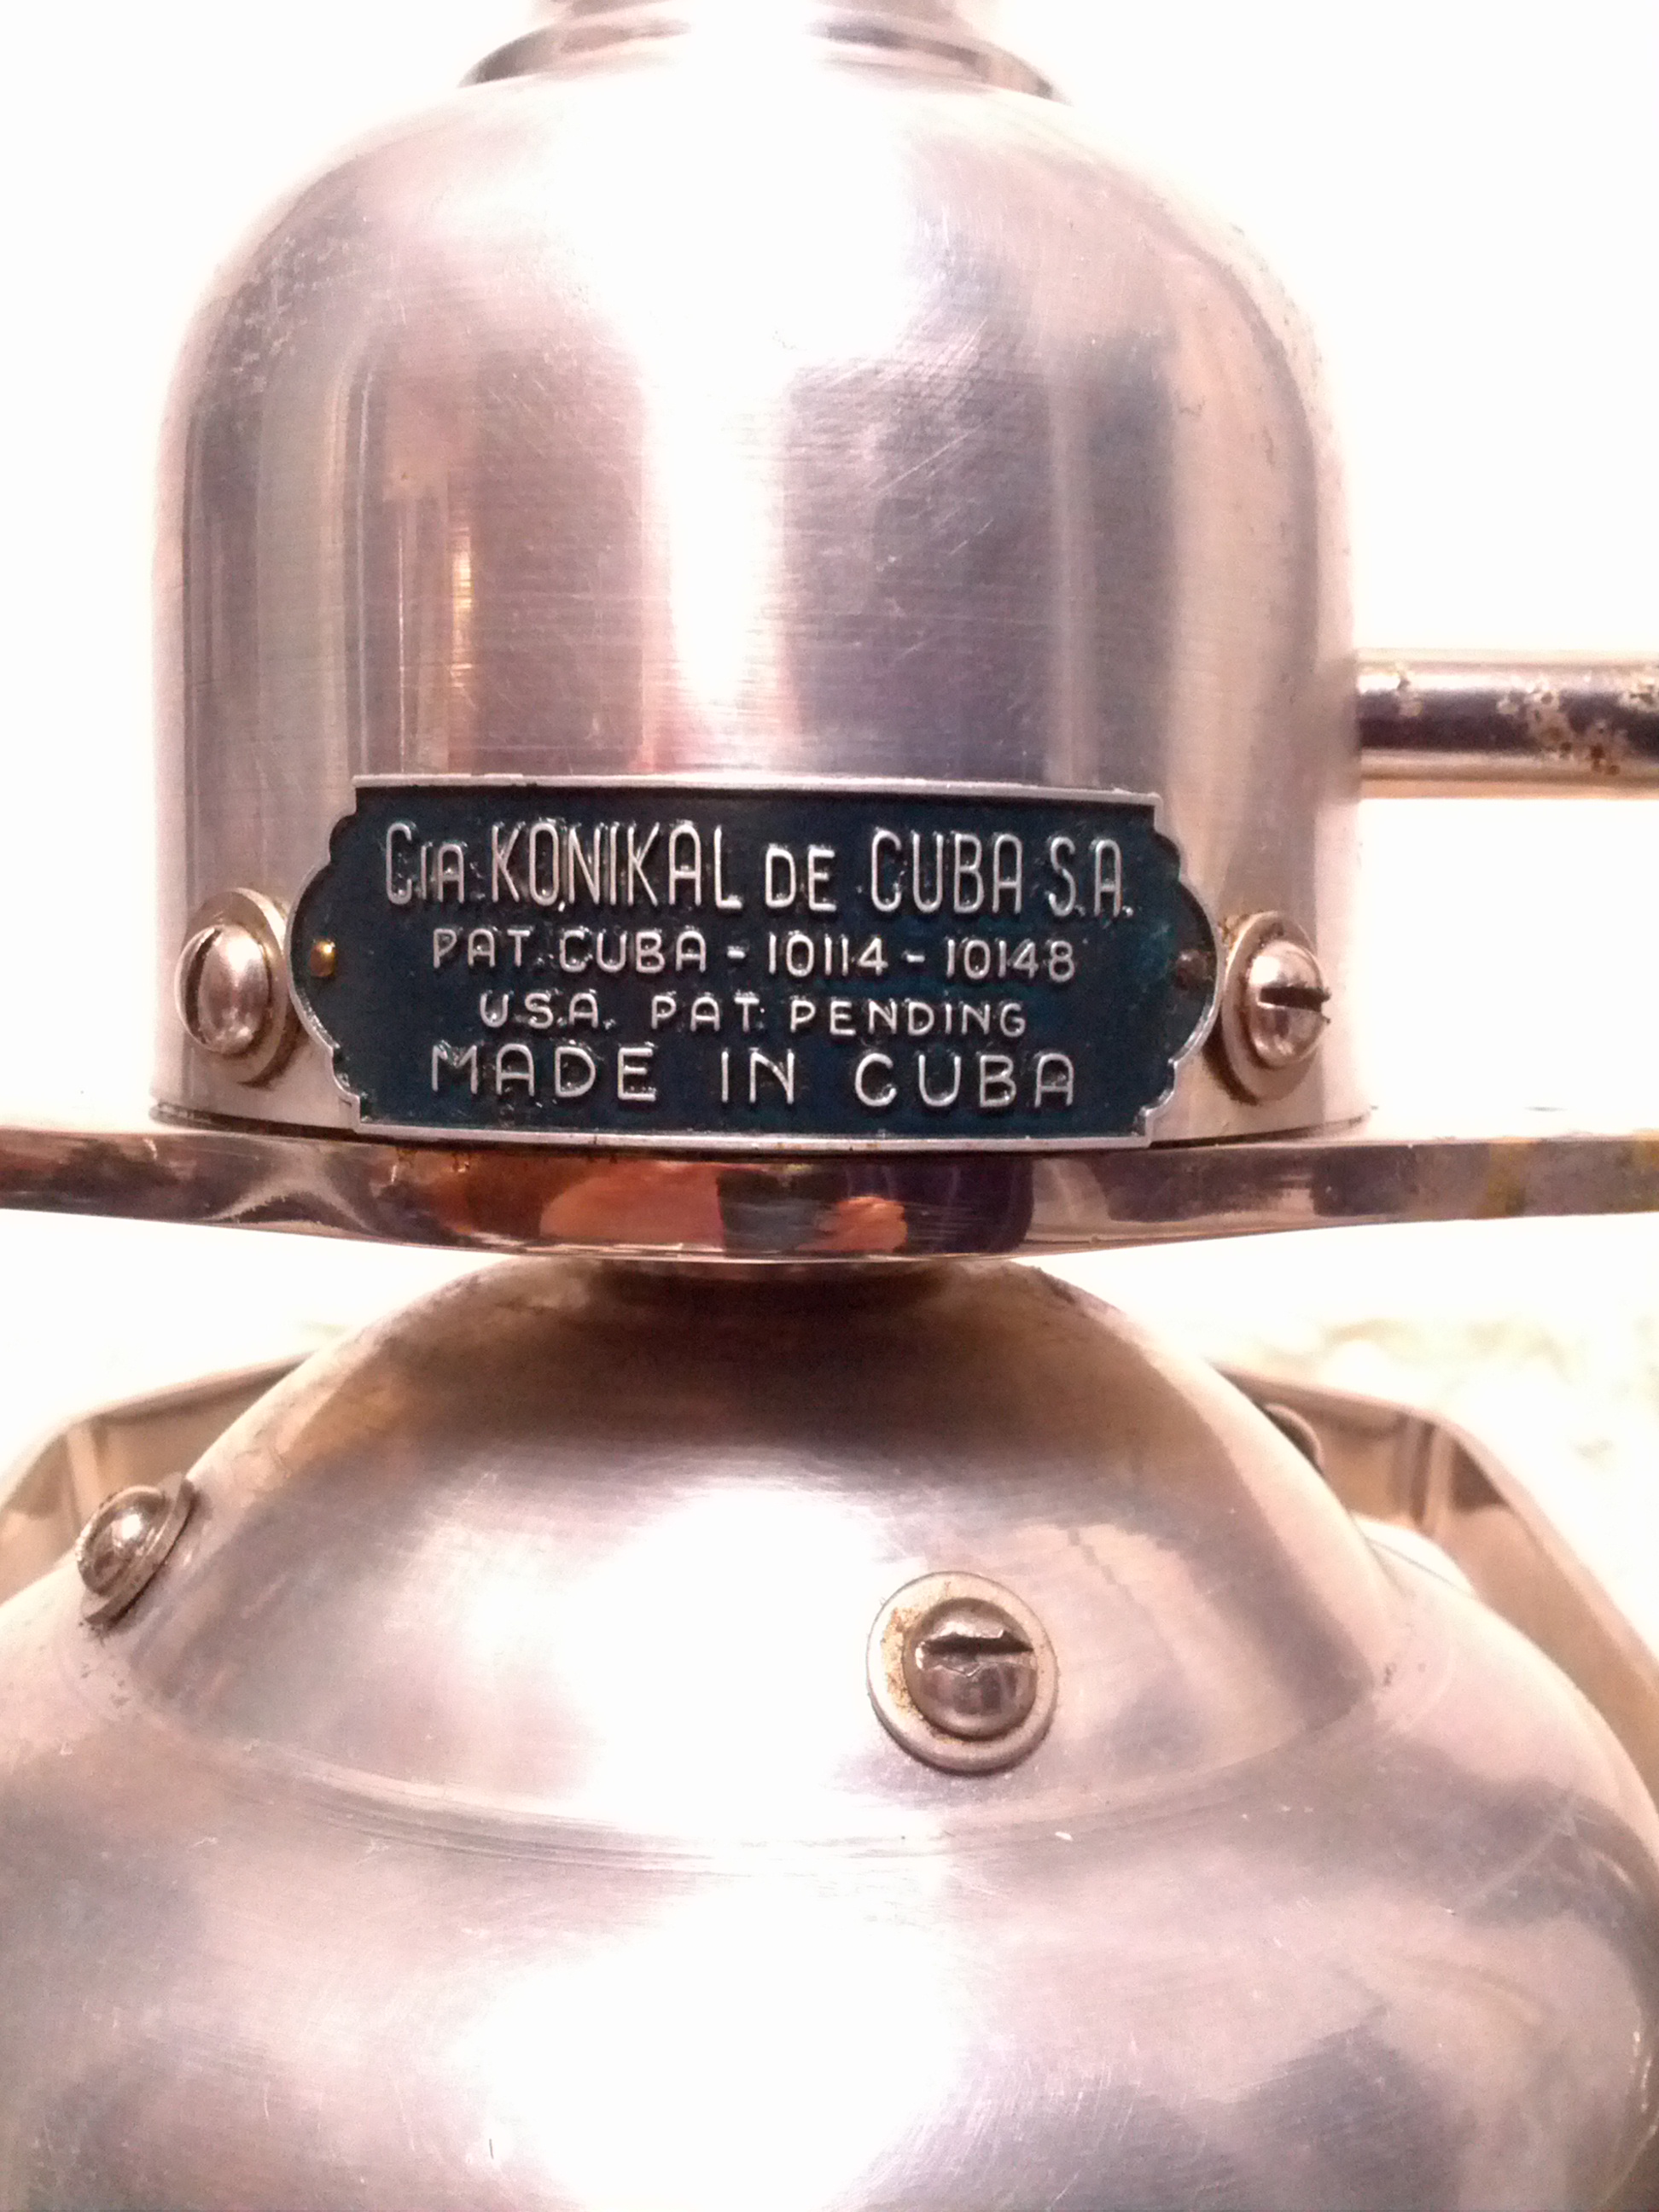 CIA. KONIKAL DE CUBA S.A.
PAT. CUBA - 10114 - 10148
U.S.A. PAT. PENDING
MADE IN CUBA